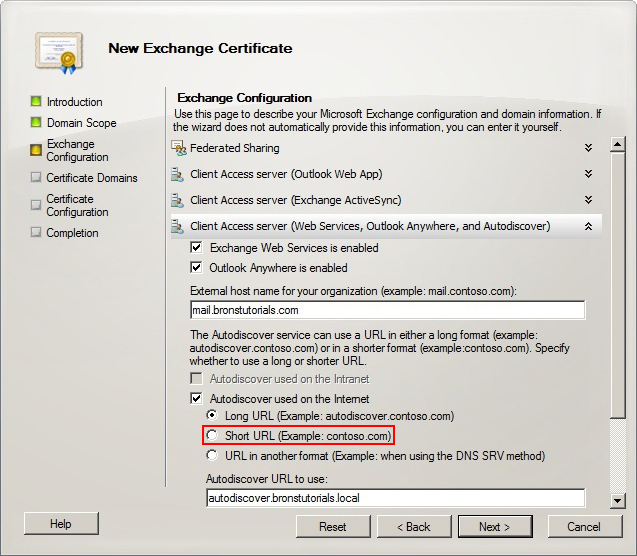 New Exchange Certificate
Introduction
Domain Scope
Exchange
Configuration
Certificate Domains
Certificate
Configuration
Completion
Exchange Configuration
Use this page to describe your Microsoft Exchange configuration and domain information. If
the wizard does not automatically provide this information, you can enter it yourself.
Federated Sharing
Client Access server (Outlook Web App)
Client Access server (Exchange ActiveSync)
Client Access server (Web Services, Outlook Anywhere, and Autodiscover)
Exchange Web Services is enabled
Outlook Anywhere is enabled
External host name for your organization (example: mail.contoso.com):
mail.bronstutorials.com
The Autodiscover service can use a URL in either a long format (example:
autodiscover.contoso.com) or in a shorter format (example:contoso.com). Specify
whether to use a long or shorter URL.
Autodiscover used on the Intranet
Autodiscover used on the Internet
Long URL (Example: autodiscover.contoso.com)
Short URL (Example: contoso.com)
URL in another format (Example: when using the DNS SRV method)
Autodiscover URL to use:
autodiscover.bronstutorials.local
Help
Reset
< Back
Next >
Cancel